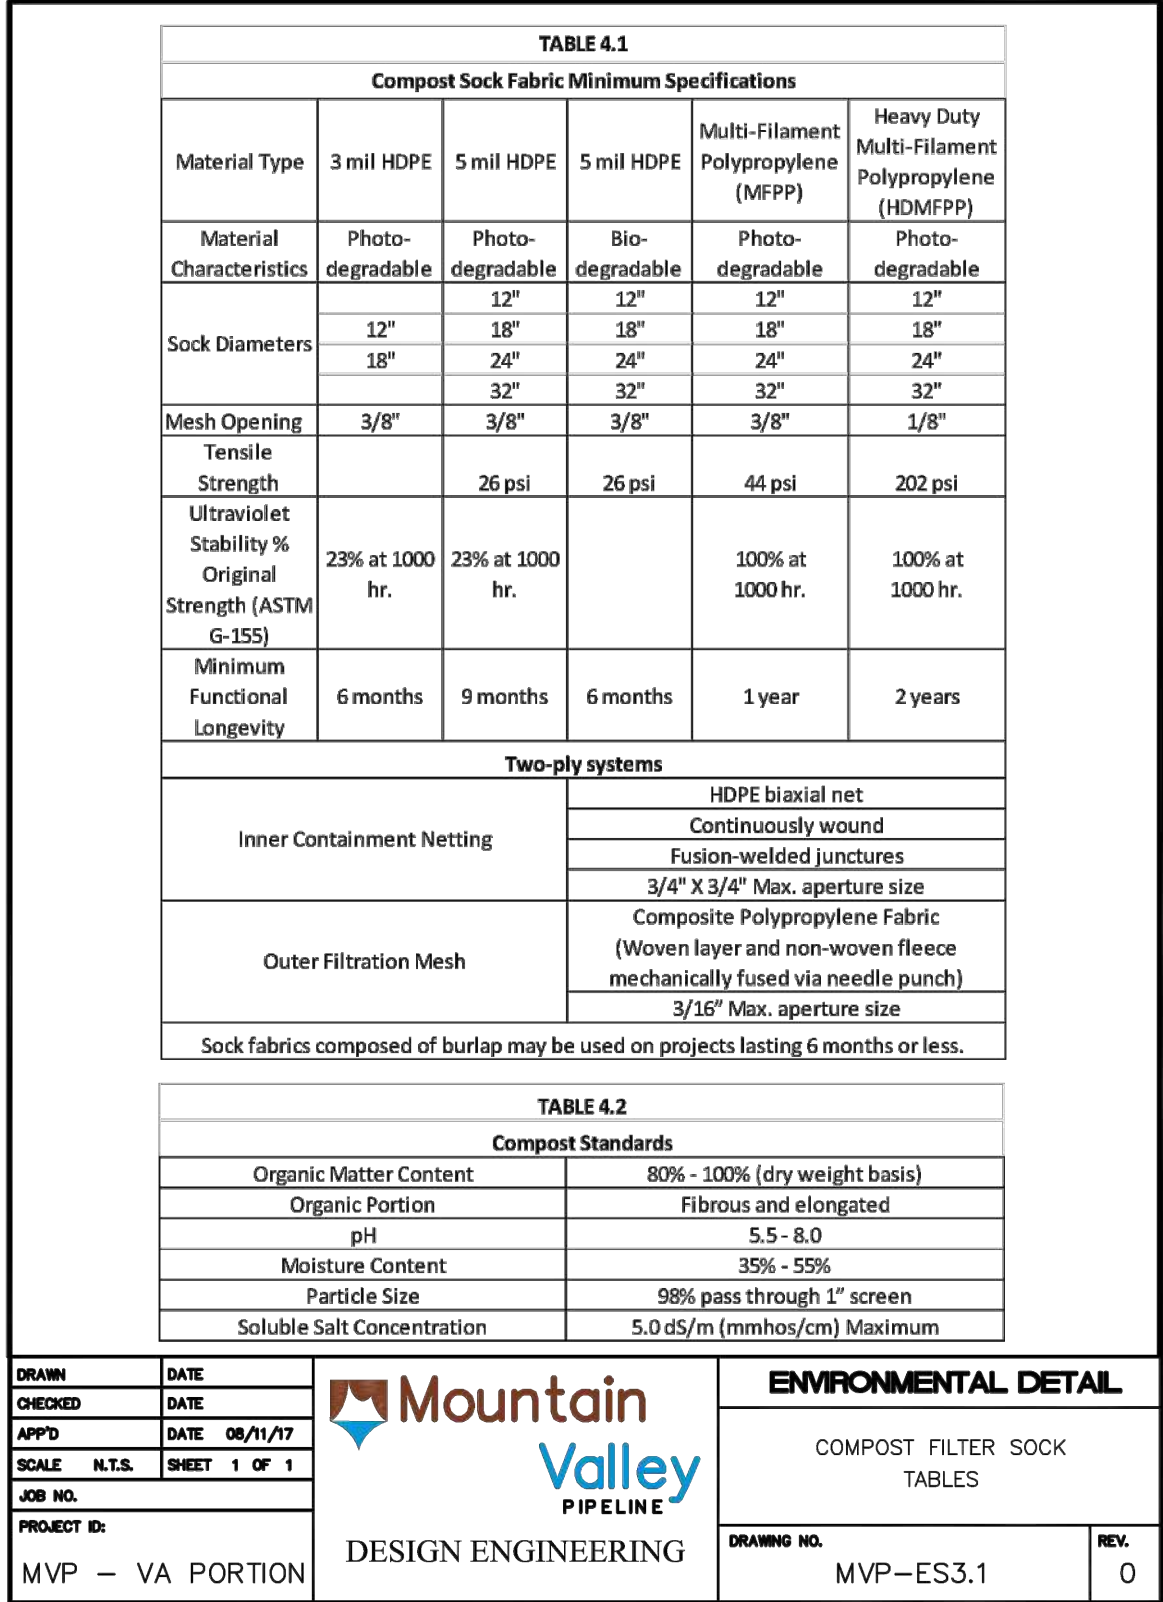 TABLE 4.1
Compost Sock Fabric Minimum Specifications
Material Type 3 mil HDPE 5 mil HDPE 5 mil HDPE Multi-Filament Polypropylene (MFPP) Heavy Duty Multi-Filament Polypropylene (HDMFPP)
Material Characteristics Photo-degradable Photo-degradable Bio-degradable Photo-degradable Photo-degradable
Sock Diameters
12" 12" 12" 12"
12" 18" 18" 18" 18"
18" 24" 24" 24" 24"
32" 32" 32" 32"
Mesh Opening 3/8" 3/8" 3/8" 3/8" 1/8"
Tensile Strength 26 psi 26 psi 44 psi 202 psi
Ultraviolet Stability % Original Strength (ASTM G-155) 23% at 1000 hr. 23% at 1000 hr. 100% at 1000 hr. 100% at 1000 hr.
Minimum Functional Longevity 6 months 9 months 6 months 1 year 2 years
Two-ply systems
Inner Containment Netting
HDPE biaxial net
Continuously wound
Fusion-welded junctures
3/4" X 3/4" Max. aperture size
Outer Filtration Mesh
Composite Polypropylene Fabric
(Woven layer and non-woven fleece
mechanically fused via needle punch)
3/16" Max. aperture size
Sock fabrics composed of burlap may be used on projects lasting 6 months or less.
TABLE 4.2
Compost Standards
Organic Matter Content 80% - 100% (dry weight basis)
Organic Portion Fibrous and elongated
pH 5.5 - 8.0
Moisture Content 35% - 55%
Particle Size 98% pass through 1" screen
Soluble Salt Concentration 5.0 dS/m (mmhos/cm) Maximum
DRAWN DATE
CHECKED DATE
APP'D DATE 08/11/17
SCALE N.T.S. SHEET 1 OF 1
JOB NO.
PROJECT ID:
MVP - VA PORTION
Mountain
Valley
PIPELINE
DESIGN ENGINEERING
ENVIRONMENTAL DETAIL
COMPOST FILTER SOCK
TABLES
DRAWING NO.
MVP-ES3.1
REV.
0